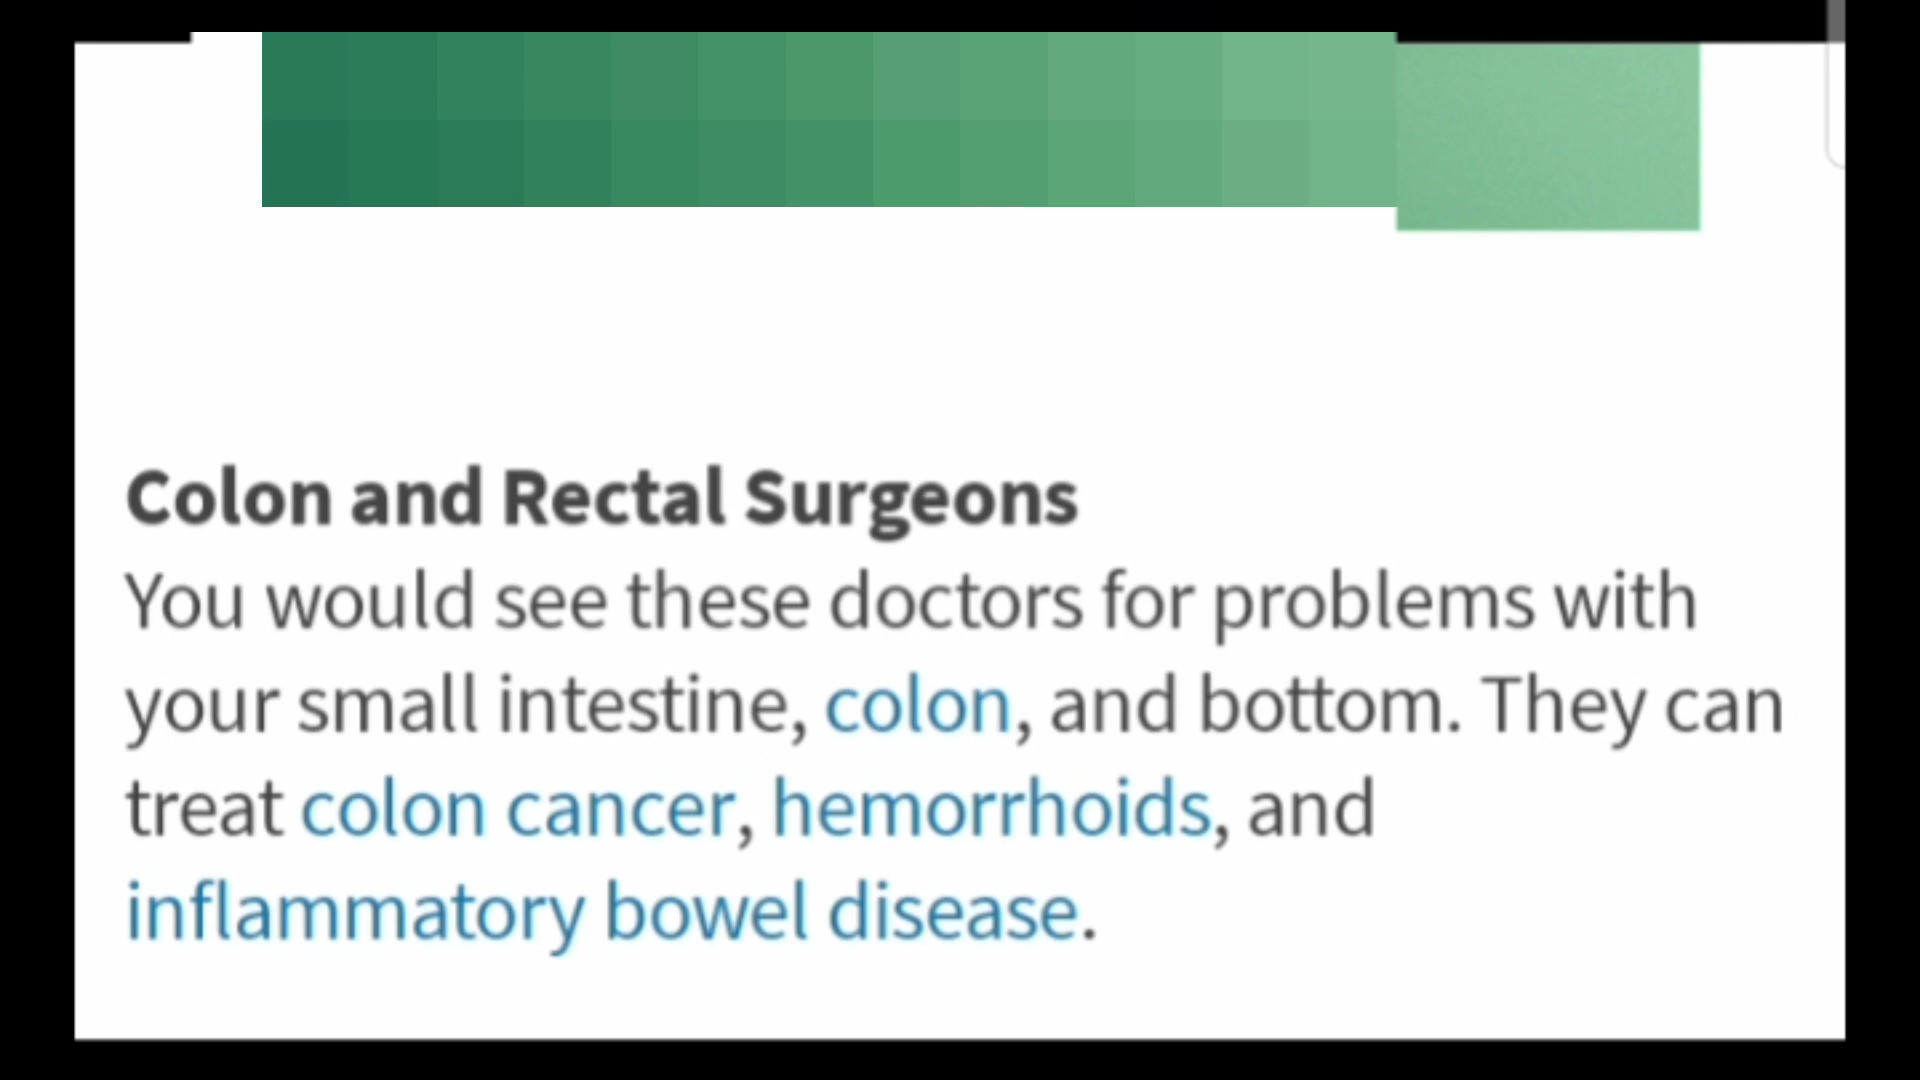 Colon and Rectal Surgeons
You would see these doctors for problems with
your small intestine, colon, and bottom. They can
treat colon cancer, hemorrhoids, and
inflammatory bowel disease.